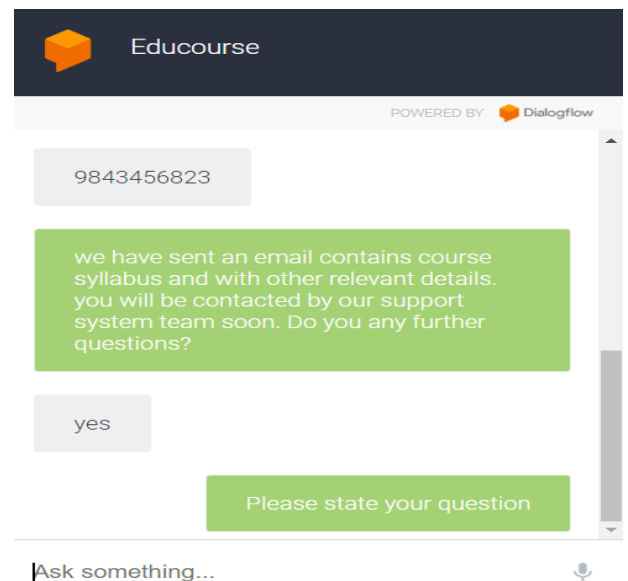 Educourse
POWERED BY Dialogflow
9843456823
we have sent an email contains course
syllabus and with other relevant details.
you will be contacted by our support
system team soon. Do you any further
questions?
yes
Please state your question
Ask something...